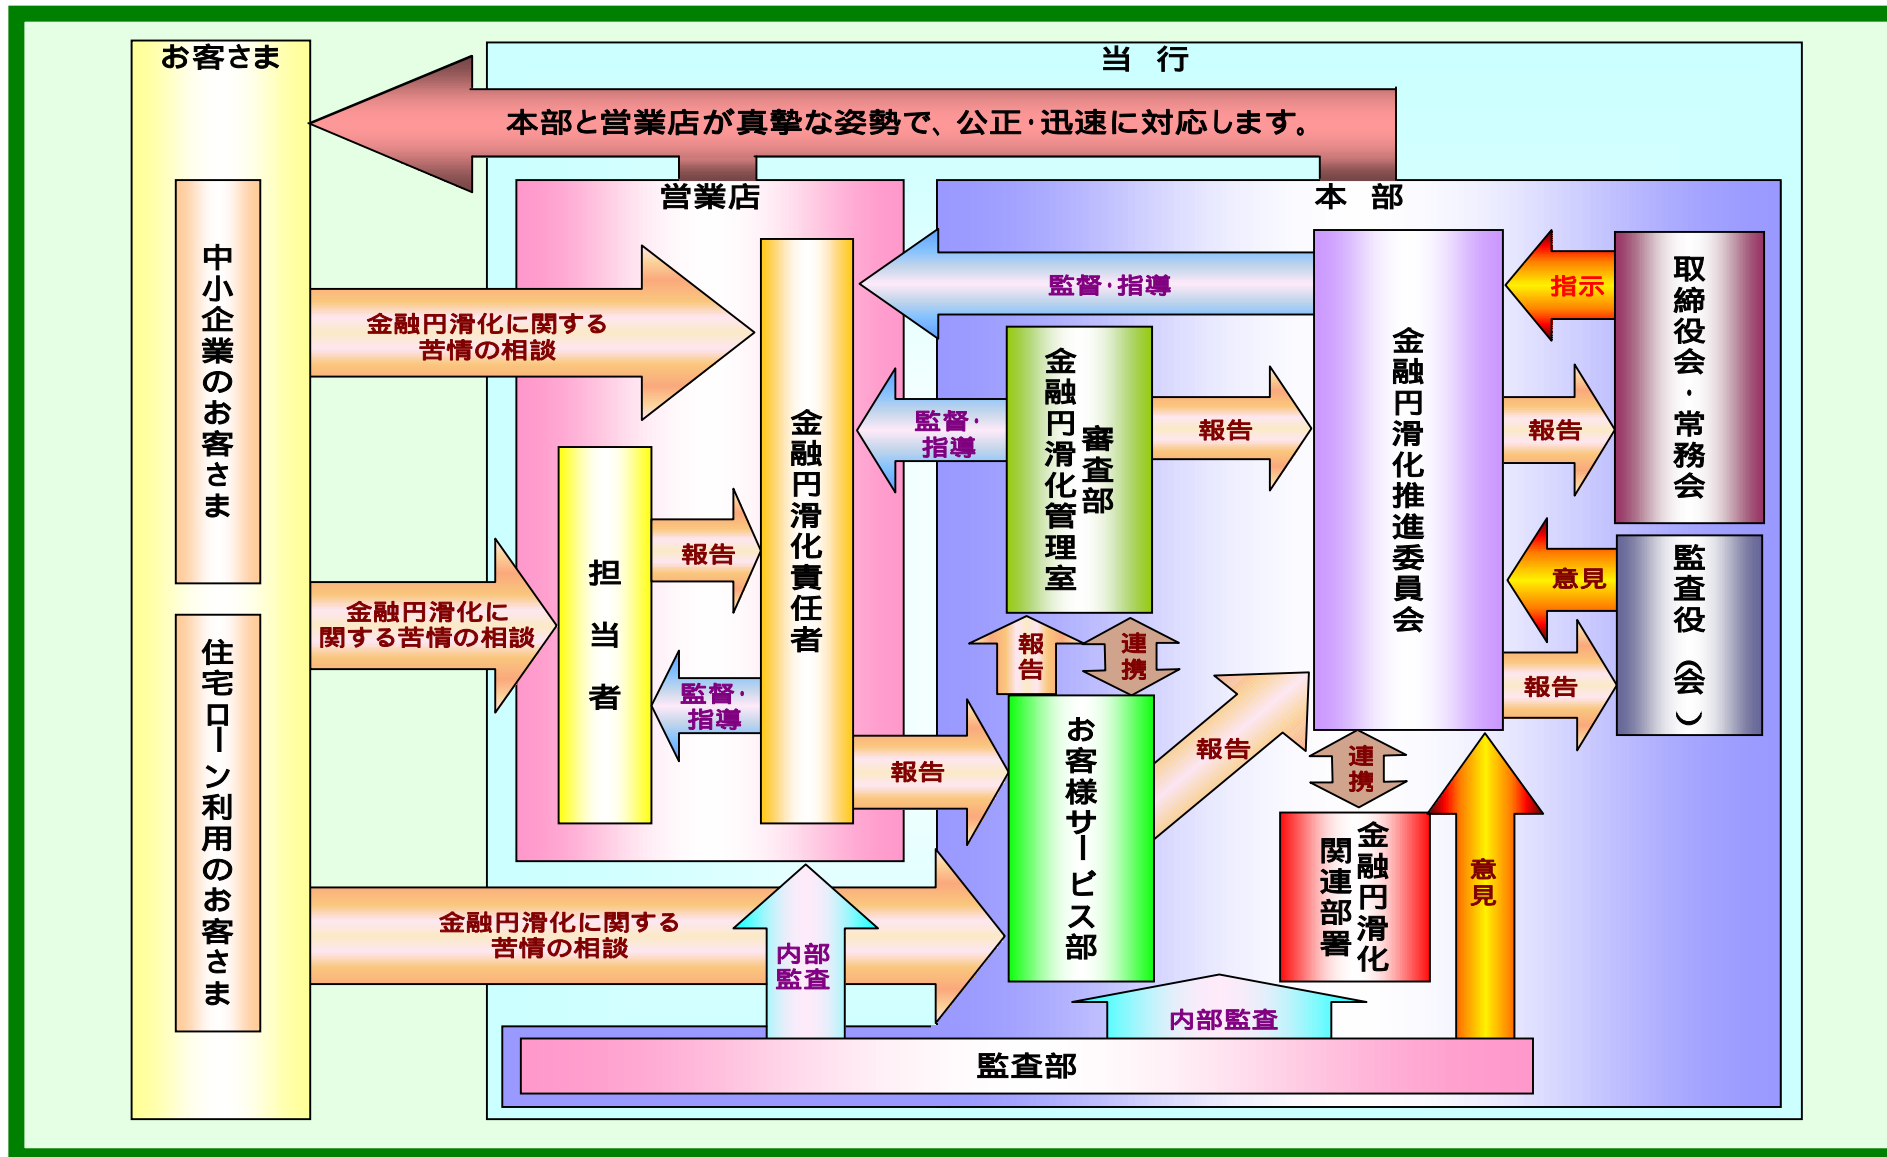 お客さま
当 行
本部と営業店が真摯な姿勢で、公正・迅速に対応します。
営業店
本 部
中小企業のお客さま
住宅ローン利用のお客さま
金融円滑化に関する
苦情の相談
金融円滑化に
関する苦情の相談
金融円滑化に関する
苦情の相談
担当者
報告
監督・
指導
金融円滑化責任者
監督・指導
監督・
指導
報告
審査部
金融円滑化管理室
報告
報告
連携
お客様サービス部
報告
金融円滑化推進委員会
指示
報告
取締役会・常務会
意見
報告
監査役(会)
連携
金融円滑化
関連部署
意見
内部
監査
内部監査
監査部